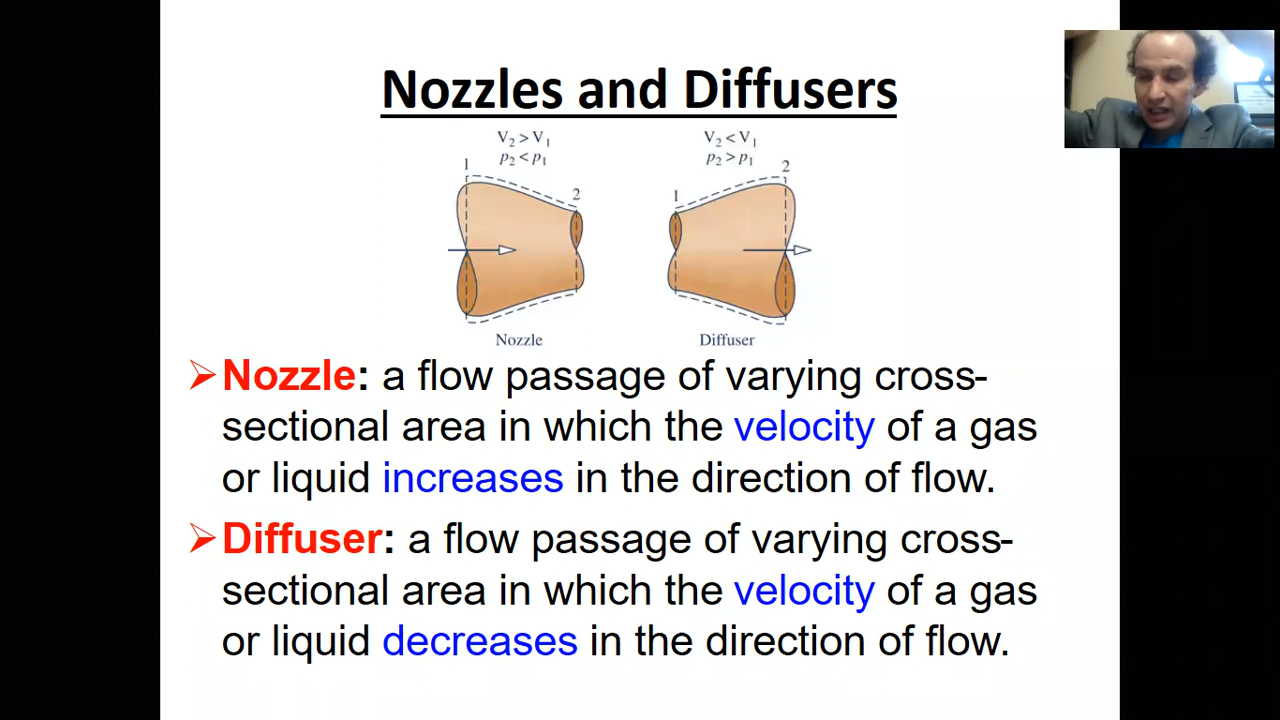 Nozzles and Diffusers
V₂ > V₁
p₂ < p₁
1
2
Nozzle
V₂ < V₁
p₂ > p₁
1
2
Diffuser
➢Nozzle: a flow passage of varying cross-
sectional area in which the velocity of a gas
or liquid increases in the direction of flow.
➢Diffuser: a flow passage of varying cross-
sectional area in which the velocity of a gas
or liquid decreases in the direction of flow.